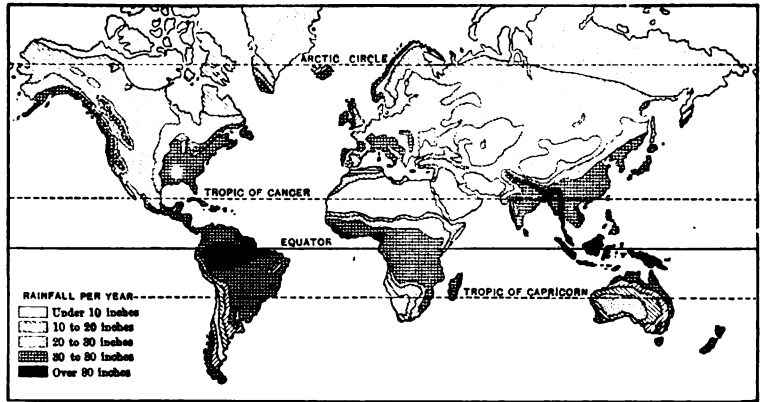 ARCTIC CIRCLE
TROPIC OF CANCER
EQUATOR
TROPIC OF CAPRICORN
RAINFALL PER YEAR
Under 10 inches
10 to 20 inches
20 to 30 inches
30 to 80 inches
Over 80 inches